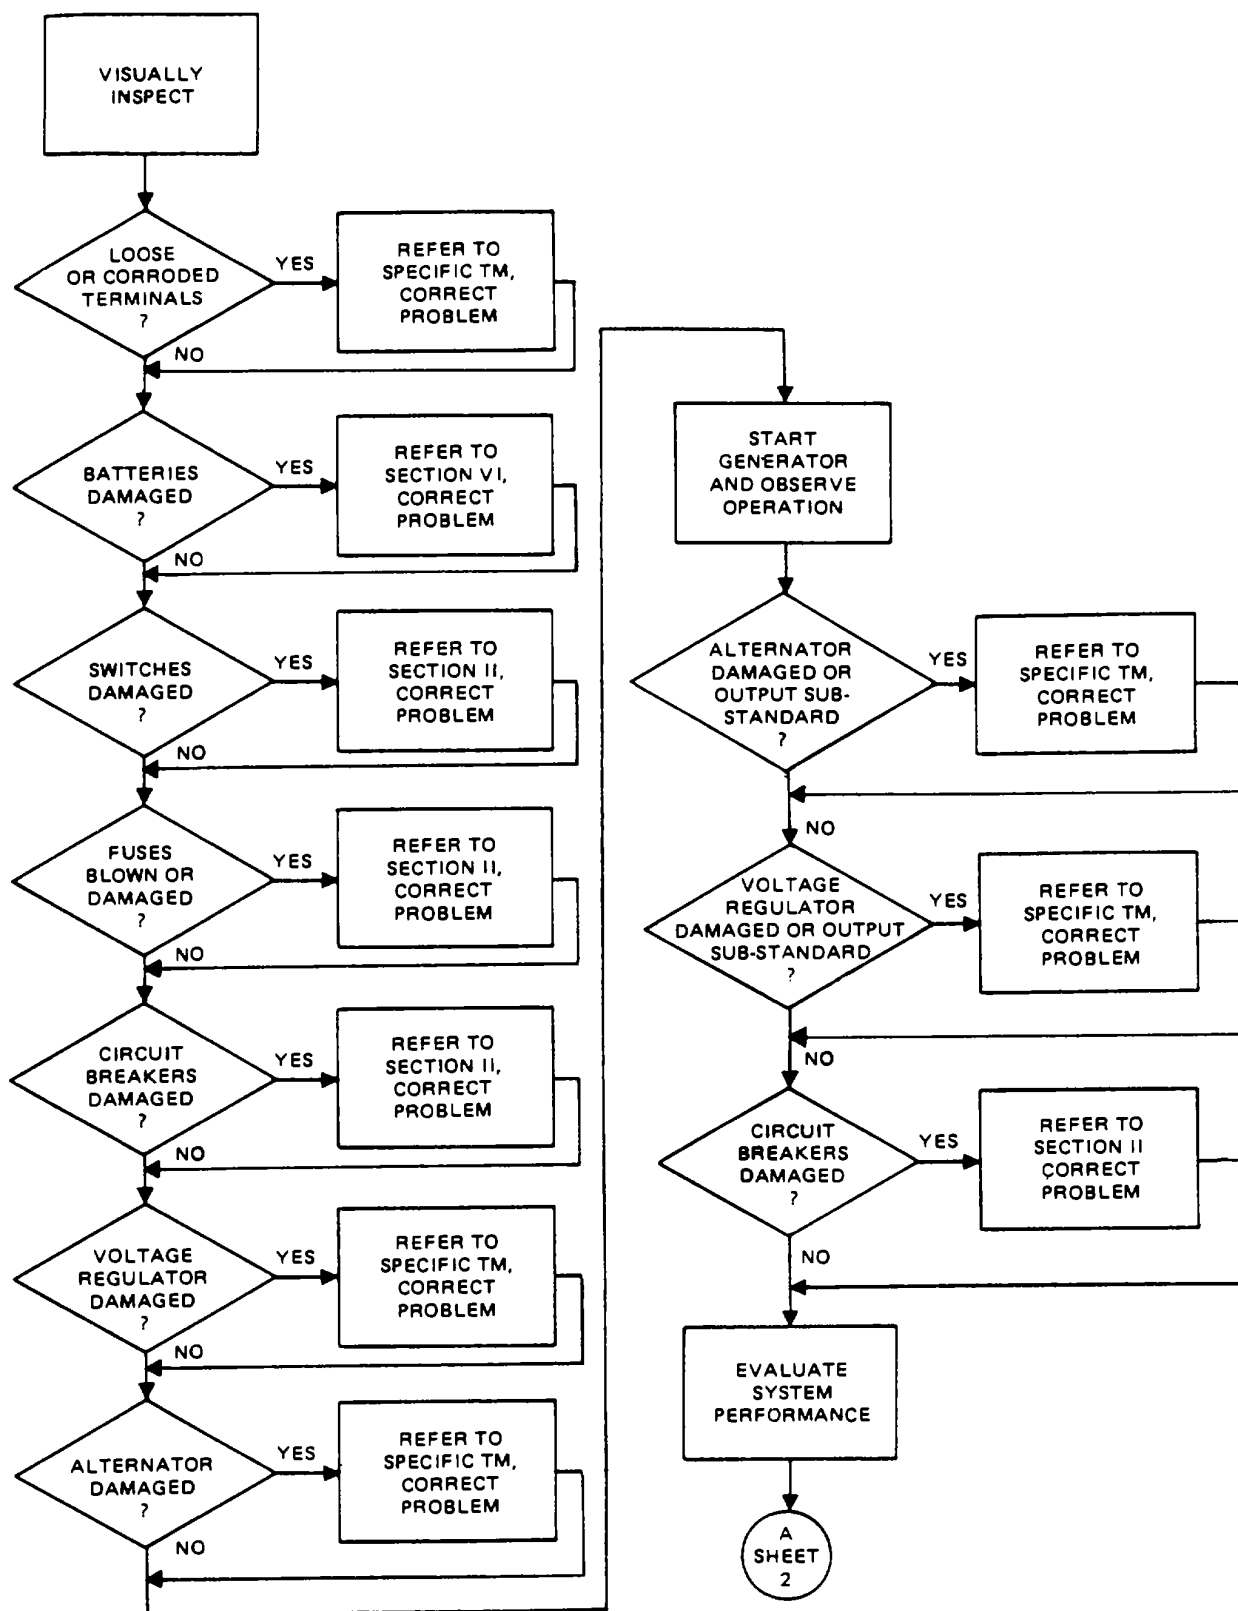 VISUALLY
INSPECT
LOOSE
OR CORRODED
TERMINALS
?
YES
REFER TO
SPECIFIC TM,
CORRECT
PROBLEM
NO
BATTERIES
DAMAGED
?
YES
REFER TO
SECTION VI,
CORRECT
PROBLEM
NO
SWITCHES
DAMAGED
?
YES
REFER TO
SECTION II,
CORRECT
PROBLEM
NO
FUSES
BLOWN OR
DAMAGED
?
YES
REFER TO
SECTION II,
CORRECT
PROBLEM
NO
CIRCUIT
BREAKERS
DAMAGED
?
YES
REFER TO
SECTION II,
CORRECT
PROBLEM
NO
VOLTAGE
REGULATOR
DAMAGED
?
YES
REFER TO
SPECIFIC TM,
CORRECT
PROBLEM
NO
ALTERNATOR
DAMAGED
?
YES
REFER TO
SPECIFIC TM,
CORRECT
PROBLEM
NO
START
GENERATOR
AND OBSERVE
OPERATION
ALTERNATOR
DAMAGED OR
OUTPUT SUB-
STANDARD
?
YES
REFER TO
SPECIFIC TM,
CORRECT
PROBLEM
NO
VOLTAGE
REGULATOR
DAMAGED OR OUTPUT
SUB-STANDARD
?
YES
REFER TO
SPECIFIC TM,
CORRECT
PROBLEM
NO
CIRCUIT
BREAKERS
DAMAGED
?
YES
REFER TO
SECTION II
CORRECT
PROBLEM
NO
EVALUATE
SYSTEM
PERFORMANCE
A
SHEET
2